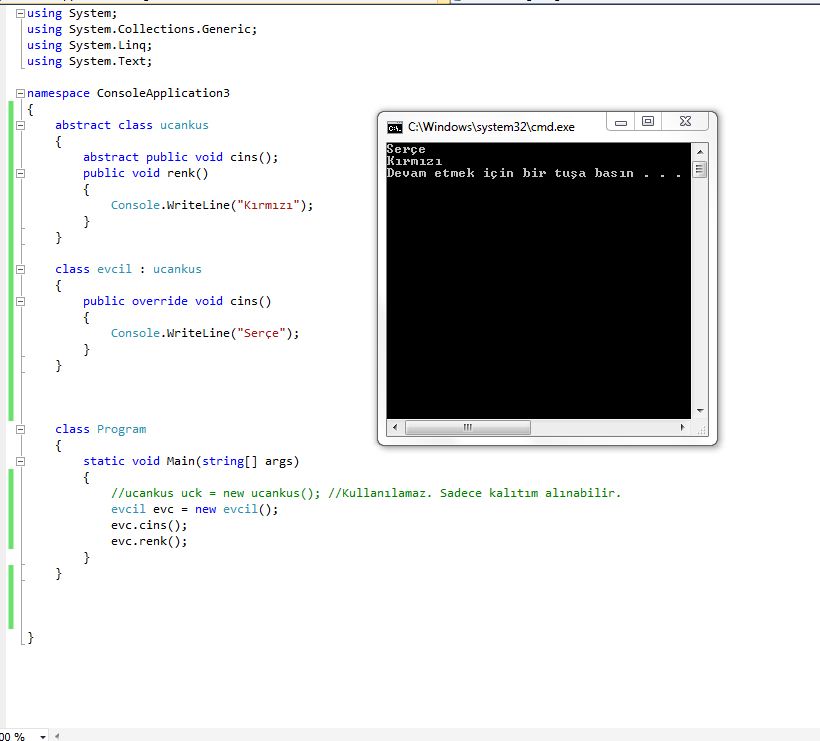 using System;
using System.Collections.Generic;
using System.Linq;
using System.Text;
namespace ConsoleApplication3
{
abstract class ucankus
{
abstract public void cins();
public void renk()
{
Console.WriteLine("Kırmızı");
}
}
class evcil : ucankus
{
public override void cins()
{
Console.WriteLine("Serçe");
}
}
class Program
{
static void Main(string[] args)
{
//ucankus uck = new ucankus(); //Kullanılamaz. Sadece kalıtım alınabilir.
evcil evc = new evcil();
evc.cins();
evc.renk();
}
}
}
C:\Windows\system32\cmd.exe
Serçe
Kırmızı
Devam etmek için bir tuşa basın . . .